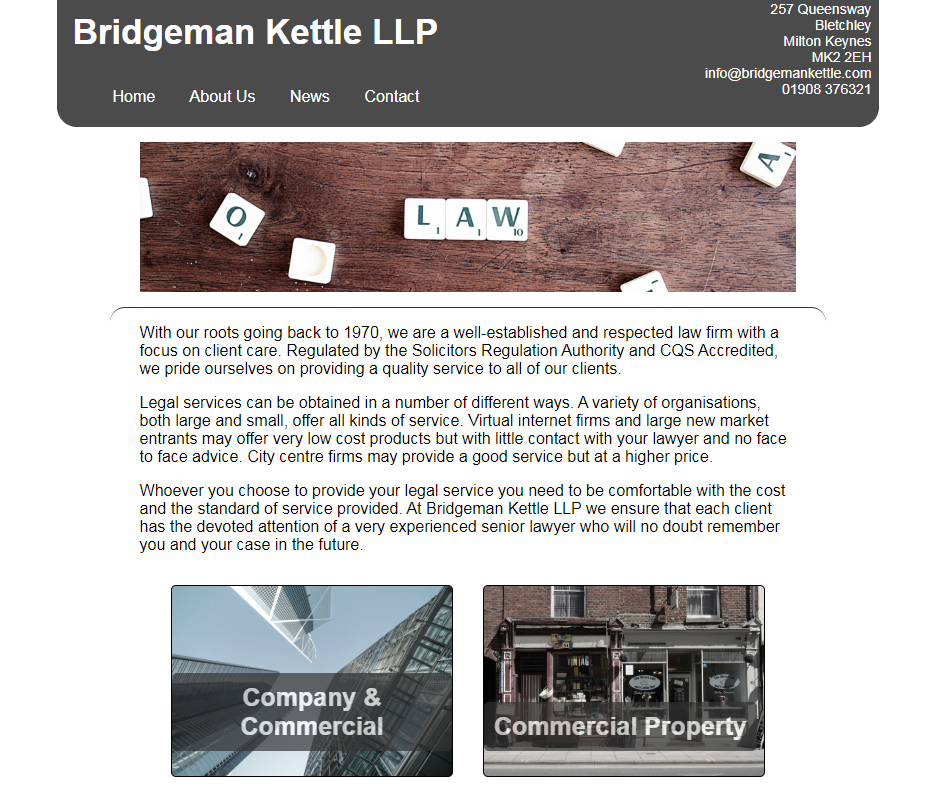 Bridgeman Kettle LLP
257 Queensway
Bletchley
Milton Keynes
MK2 2EH
info@bridgemankettle.com
01908 376321
Home About Us News Contact
A
O
1
L A W
1 1 10
With our roots going back to 1970, we are a well-established and respected law firm with a
focus on client care. Regulated by the Solicitors Regulation Authority and CQS Accredited,
we pride ourselves on providing a quality service to all of our clients.
Legal services can be obtained in a number of different ways. A variety of organisations,
both large and small, offer all kinds of service. Virtual internet firms and large new market
entrants may offer very low cost products but with little contact with your lawyer and no face
to face advice. City centre firms may provide a good service but at a higher price.
Whoever you choose to provide your legal service you need to be comfortable with the cost
and the standard of service provided. At Bridgeman Kettle LLP we ensure that each client
has the devoted attention of a very experienced senior lawyer who will no doubt remember
you and your case in the future.
Company &
Commercial
Commercial Property